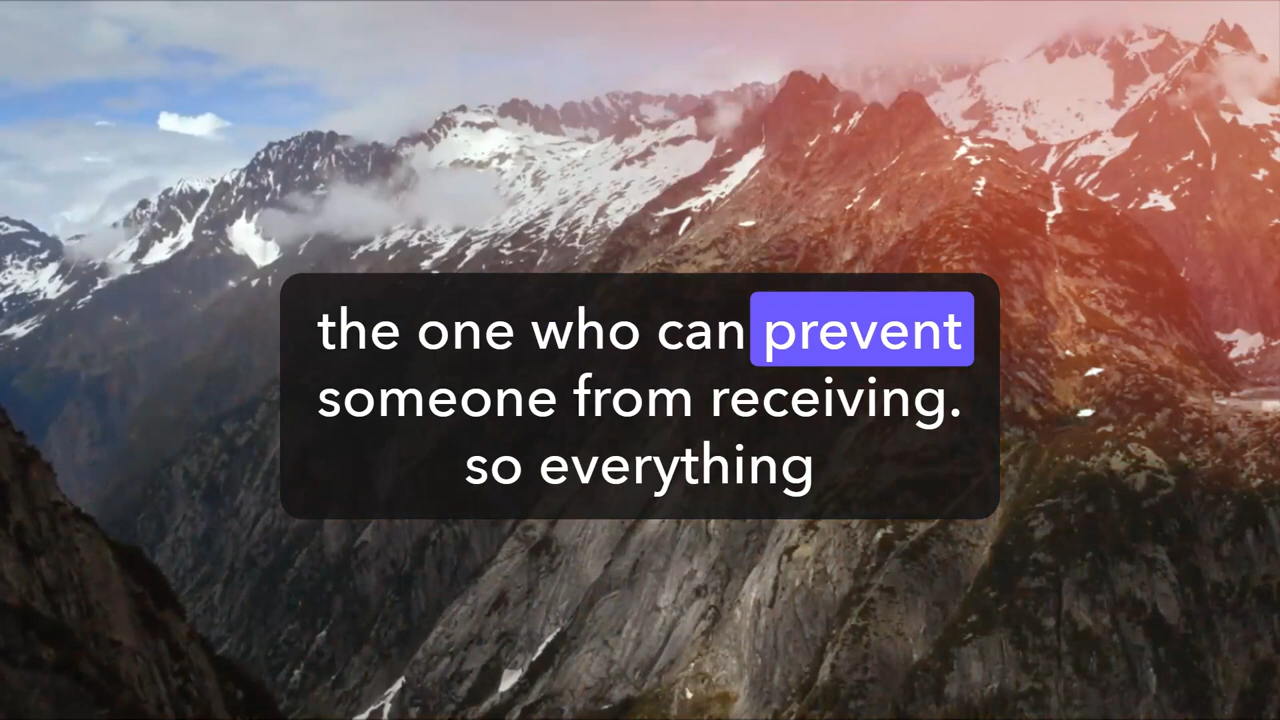 the one who can prevent
someone from receiving.
so everything